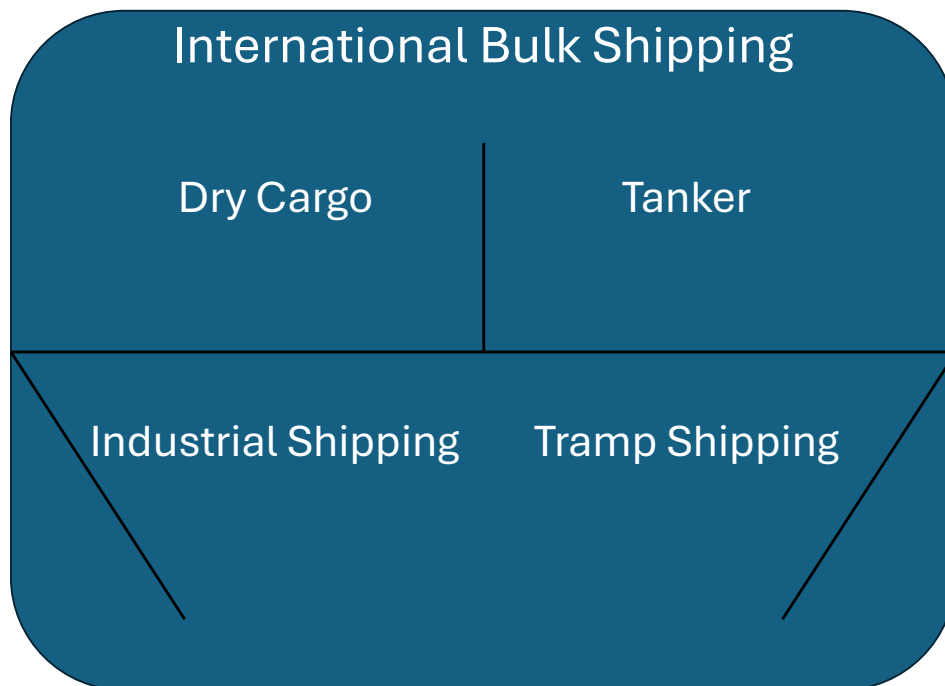 International Bulk Shipping
Dry Cargo
Tanker
Industrial Shipping
Tramp Shipping